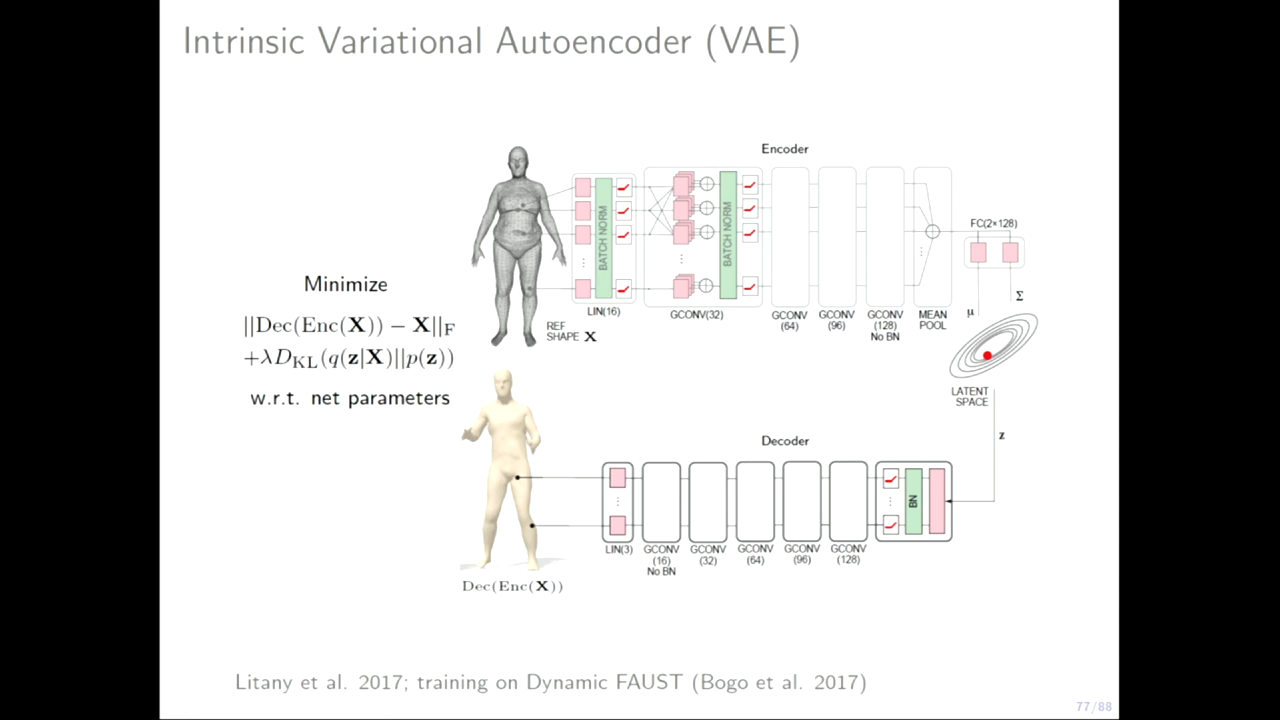 Intrinsic Variational Autoencoder (VAE)
Encoder
BATCH NORM
BATCH NORM
FC(2×128)
LIN(16)
GCONV(32)
GCONV
(64)
GCONV
(96)
GCONV
(128)
No BN
MEAN
POOL
μ
Σ
REF
SHAPE X
Minimize
||Dec(Enc(X)) − X||F
+λDKL(q(z|X)||p(z))
w.r.t. net parameters
LATENT
SPACE
z
Decoder
BN
LIN(3)
GCONV
(16)
No BN
GCONV
(32)
GCONV
(64)
GCONV
(96)
GCONV
(128)
Dec(Enc(X))
Litany et al. 2017; training on Dynamic FAUST (Bogo et al. 2017)
77/88